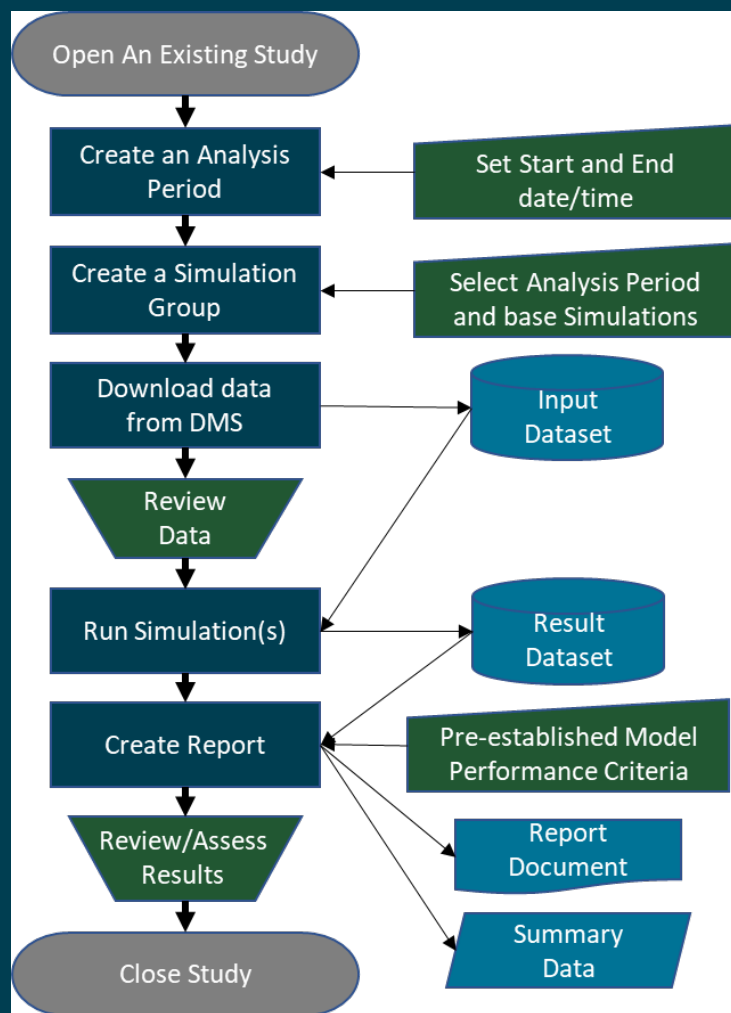 Open An Existing Study
Create an Analysis
Period
Set Start and End
date/time
Create a Simulation
Group
Select Analysis Period
and base Simulations
Download data
from DMS
Input
Dataset
Review
Data
Run Simulation(s)
Result
Dataset
Create Report
Pre-established Model
Performance Criteria
Review/Assess
Results
Report
Document
Summary
Data
Close Study